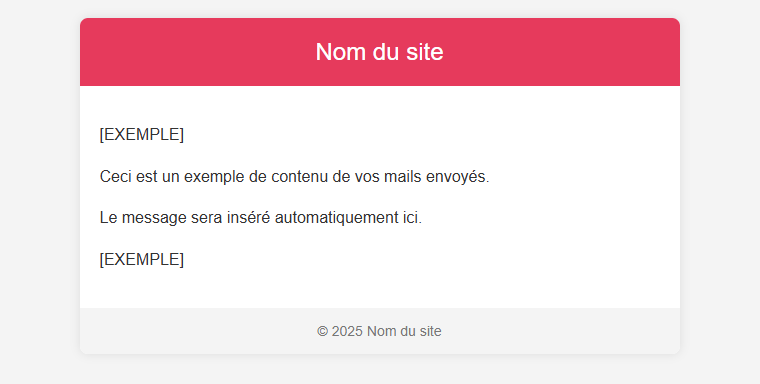 Nom du site
[EXEMPLE]
Ceci est un exemple de contenu de vos mails envoyés.
Le message sera inséré automatiquement ici.
[EXEMPLE]
© 2025 Nom du site